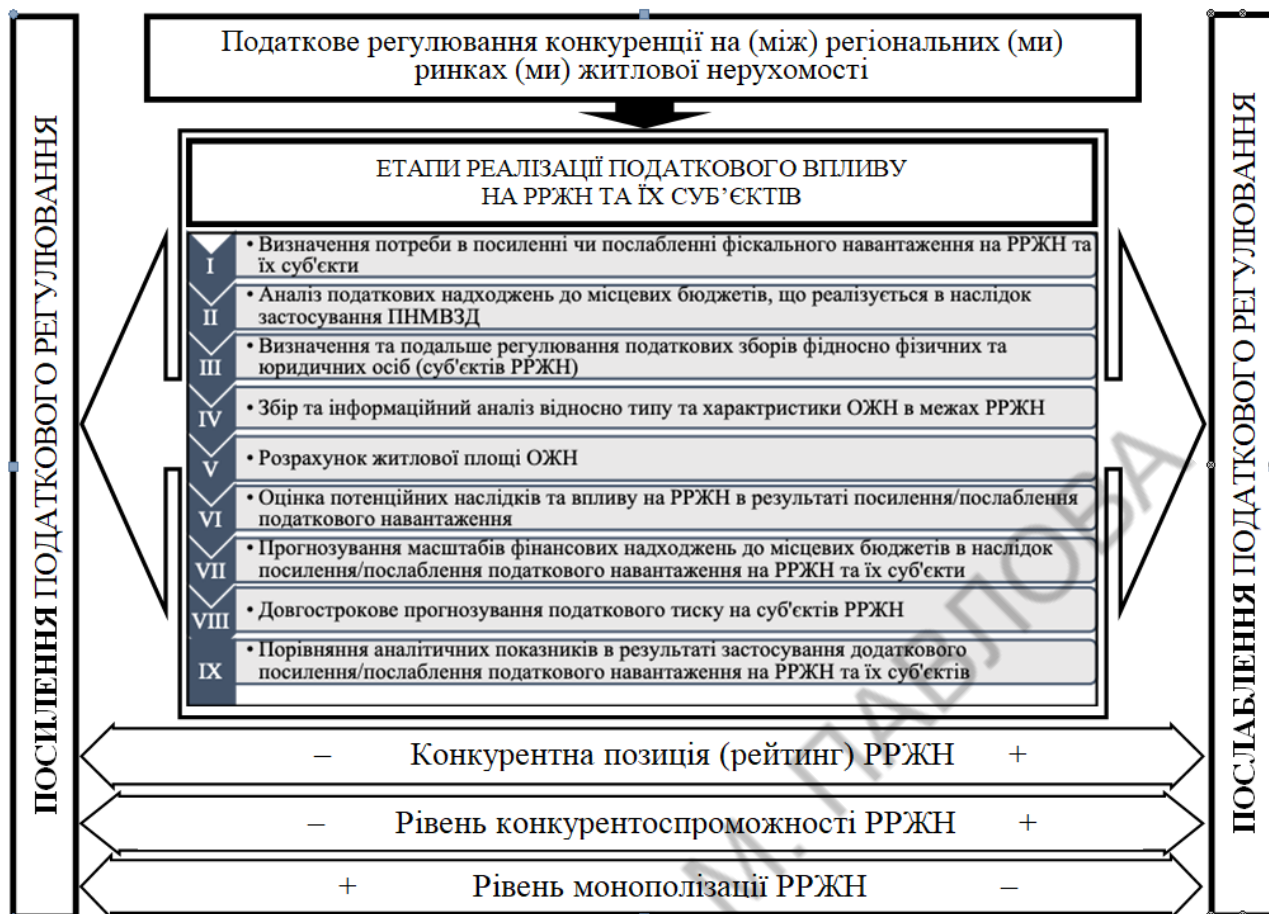 Податкове регулювання конкуренції на (між) регіональних (ми)
ринках (ми) житлової нерухомості
ПОСИЛЕННЯ ПОДАТКОВОГО РЕГУЛЮВАННЯ
ЕТАПИ РЕАЛІЗАЦІЇ ПОДАТКОВОГО ВПЛИВУ
НА РРЖН ТА ЇХ СУБ’ЄКТІВ
I
• Визначення потреби в посиленні чи послабленні фіскального навантаження на РРЖН та
їх суб'єкти
II
• Аналіз податкових надходжень до місцевих бюджетів, що реалізується в наслідок
застосування ПНМВЗД
III
• Визначення та подальше регулювання податкових зборів фідносно фізичних та
юридичних осіб (суб'єктів РРЖН)
IV
• Збір та інформаційний аналіз відносно типу та характеристики ОЖН в межах РРЖН
V
• Розрахунок житлової площі ОЖН
VI
• Оцінка потенційних наслідків та впливу на РРЖН в результаті посилення/послаблення
податкового навантаження
VII
• Прогнозування масштабів фінансових надходжень до місцевих бюджетів в наслідок
посилення/послаблення податкового навантаження на РРЖН та їх суб'єкти
VIII
• Довгострокове прогнозування податкового тиску на суб'єктів РРЖН
IX
• Порівняння аналітичних показників в результаті застосування додаткового
посилення/послаблення податкового навантаження на РРЖН та їх суб'єктів
ПОСЛАБЛЕННЯ ПОДАТКОВОГО РЕГУЛЮВАННЯ
– Конкурентна позиція (рейтинг) РРЖН +
– Рівень конкурентоспроможності РРЖН +
+ Рівень монополізації РРЖН –
М. ПАВЛОВА